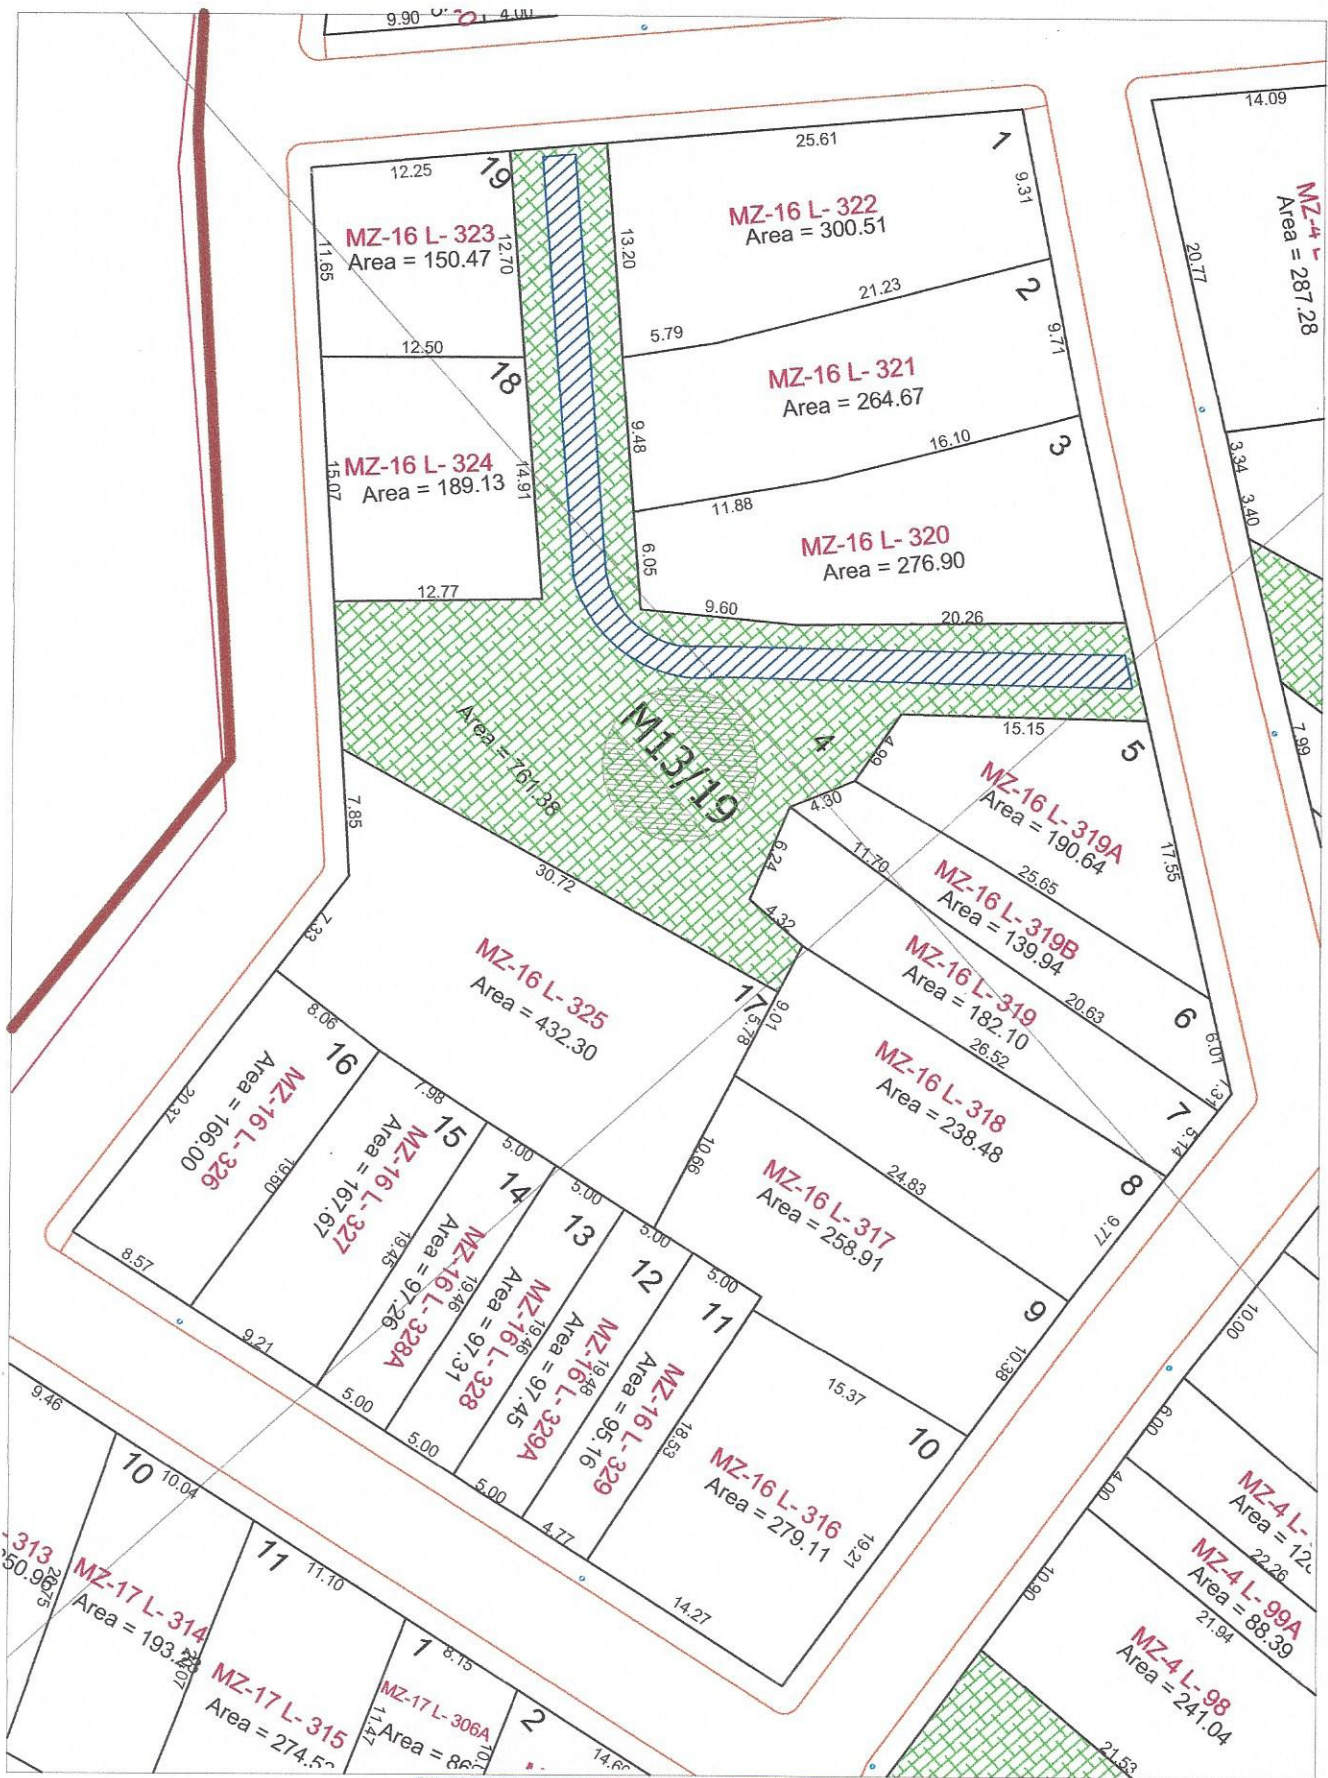 9.90
4.00
14.09
25.61
1
12.25
19
9.31
MZ-16 L- 323
Area = 150.47
11.65
12.70
13.20
MZ-16 L- 322
Area = 300.51
20.77
MZ-4 L
Area = 287.28
21.23
2
5.79
12.50
18
9.71
MZ-16 L- 321
Area = 264.67
9.48
16.10
3
MZ-16 L- 324
Area = 189.13
15.07
14.91
3.34
3.40
11.88
MZ-16 L- 320
Area = 276.90
6.05
12.77
9.60
20.26
Area = 761.38
M13/19
4
4.99
15.15
5
7.99
MZ-16 L- 319A
Area = 190.64
7.85
4.30
6.24
11.70
17.55
30.72
25.65
MZ-16 L- 319B
Area = 139.94
4.32
7.33
MZ-16 L- 325
Area = 432.30
17
9.01
5.78
MZ-16 L- 319
Area = 182.10
20.63
6
6.01
8.06
16
26.52
1.31
MZ-16 L- 318
Area = 238.48
7
5.14
20.37
MZ-16 L- 326
Area = 166.00
7.98
15
5.00
19.60
MZ-16 L- 327
Area = 167.67
10.66
24.83
8
14
5.00
MZ-16 L- 317
Area = 258.91
9.77
13
5.00
19.45
MZ-16 L- 328A
Area = 97.26
8.57
12
5.00
19.46
MZ-16 L- 328
Area = 97.31
11
9
10.00
9.21
19.46
MZ-16 L- 329A
Area = 97.45
10.38
19.48
MZ-16 L- 329
Area = 95.16
15.37
9.46
5.00
5.00
18.53
10
6.00
MZ-16 L- 316
Area = 279.11
10
10.04
5.00
4.00
MZ-4 L-
4.77
19.21
22.26
- 313
MZ-17 L- 314
11
11.10
MZ-4 L- 99A
Area = 88.39
10.90
14.27
21.94
MZ-4 L- 98
Area = 241.04
1
8.15
MZ-17 L- 315
MZ-17 L- 306A
11.47
2
21.53